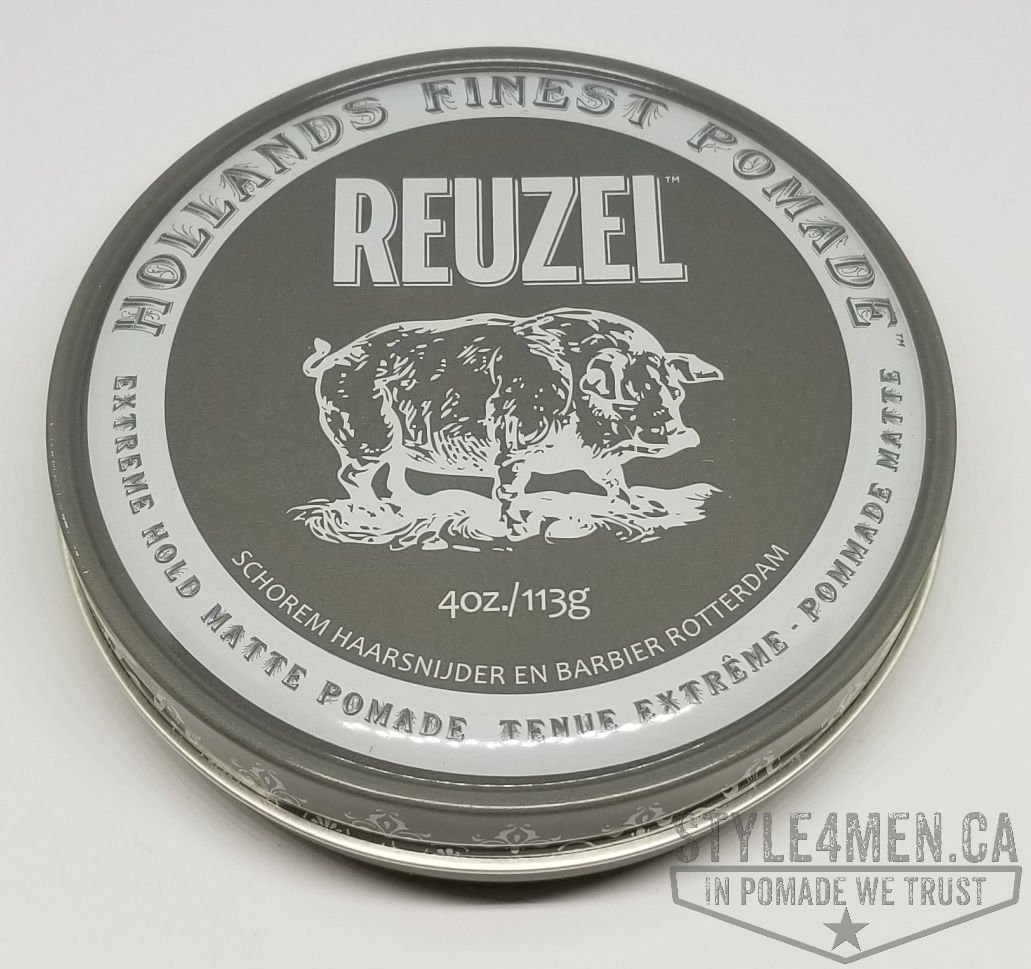 HOLLANDS FINEST POMADE™
REUZEL™
4oz./113g
SCHOREM HAARSNIJDER EN BARBIER ROTTERDAM
EXTREME HOLD MATTE POMADE TENUE EXTRÊME - POMMADE MATTE
STYLE4MEN.CA
IN POMADE WE TRUST